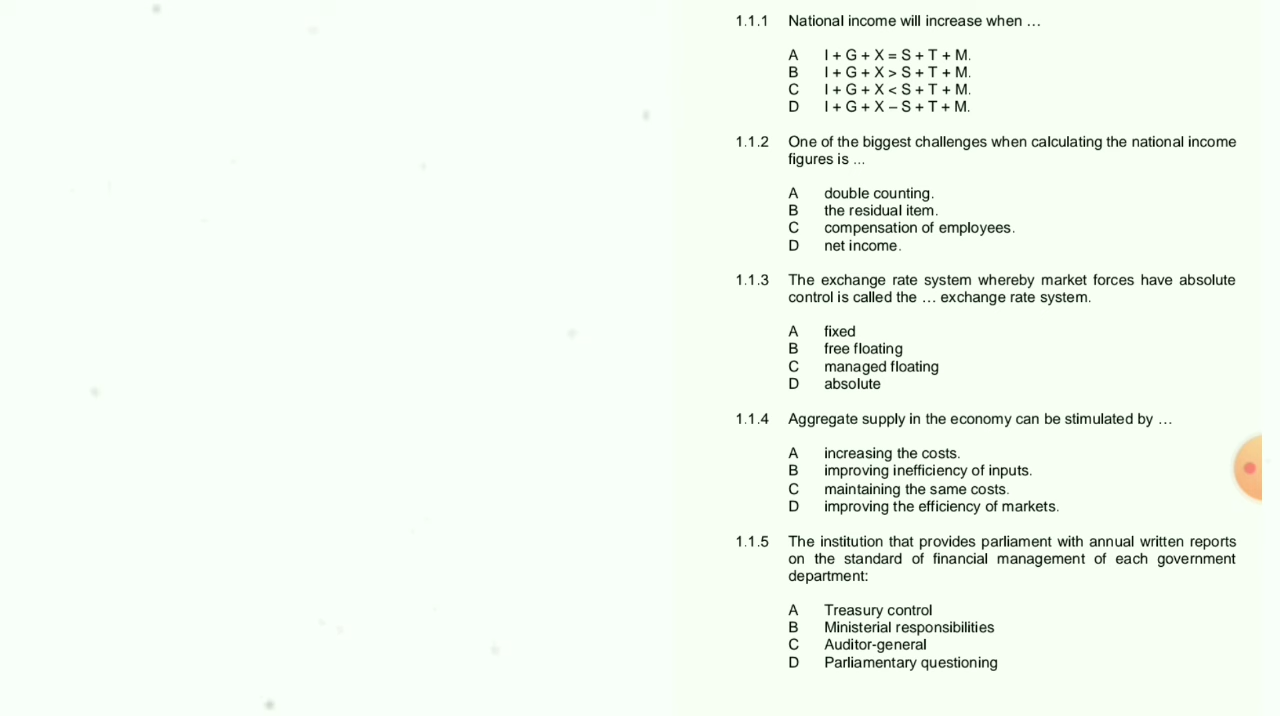 1.1.1 National income will increase when …
A I + G + X = S + T + M.
B I + G + X > S + T + M.
C I + G + X < S + T + M.
D I + G + X – S + T + M.
1.1.2 One of the biggest challenges when calculating the national income
figures is ...
A double counting.
B the residual item.
C compensation of employees.
D net income.
1.1.3 The exchange rate system whereby market forces have absolute
control is called the … exchange rate system.
A fixed
B free floating
C managed floating
D absolute
1.1.4 Aggregate supply in the economy can be stimulated by …
A increasing the costs.
B improving inefficiency of inputs.
C maintaining the same costs.
D improving the efficiency of markets.
1.1.5 The institution that provides parliament with annual written reports
on the standard of financial management of each government
department:
A Treasury control
B Ministerial responsibilities
C Auditor-general
D Parliamentary questioning